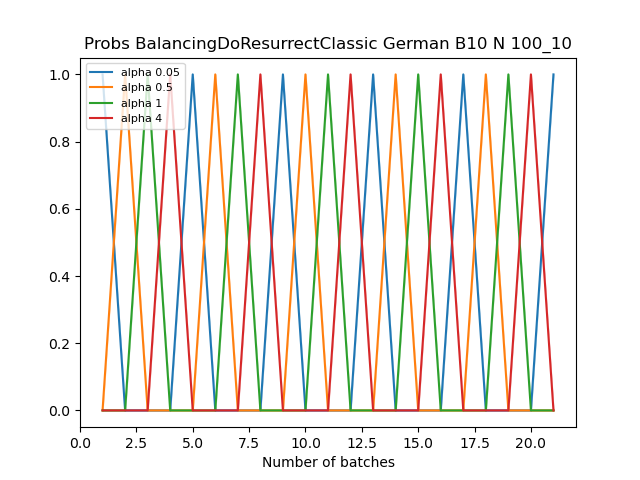 Probs BalancingDoResurrectClassic German B10 N 100_10
alpha 0.05
alpha 0.5
alpha 1
alpha 4
1.0
0.8
0.6
0.4
0.2
0.0
0.0 2.5 5.0 7.5 10.0 12.5 15.0 17.5 20.0
Number of batches